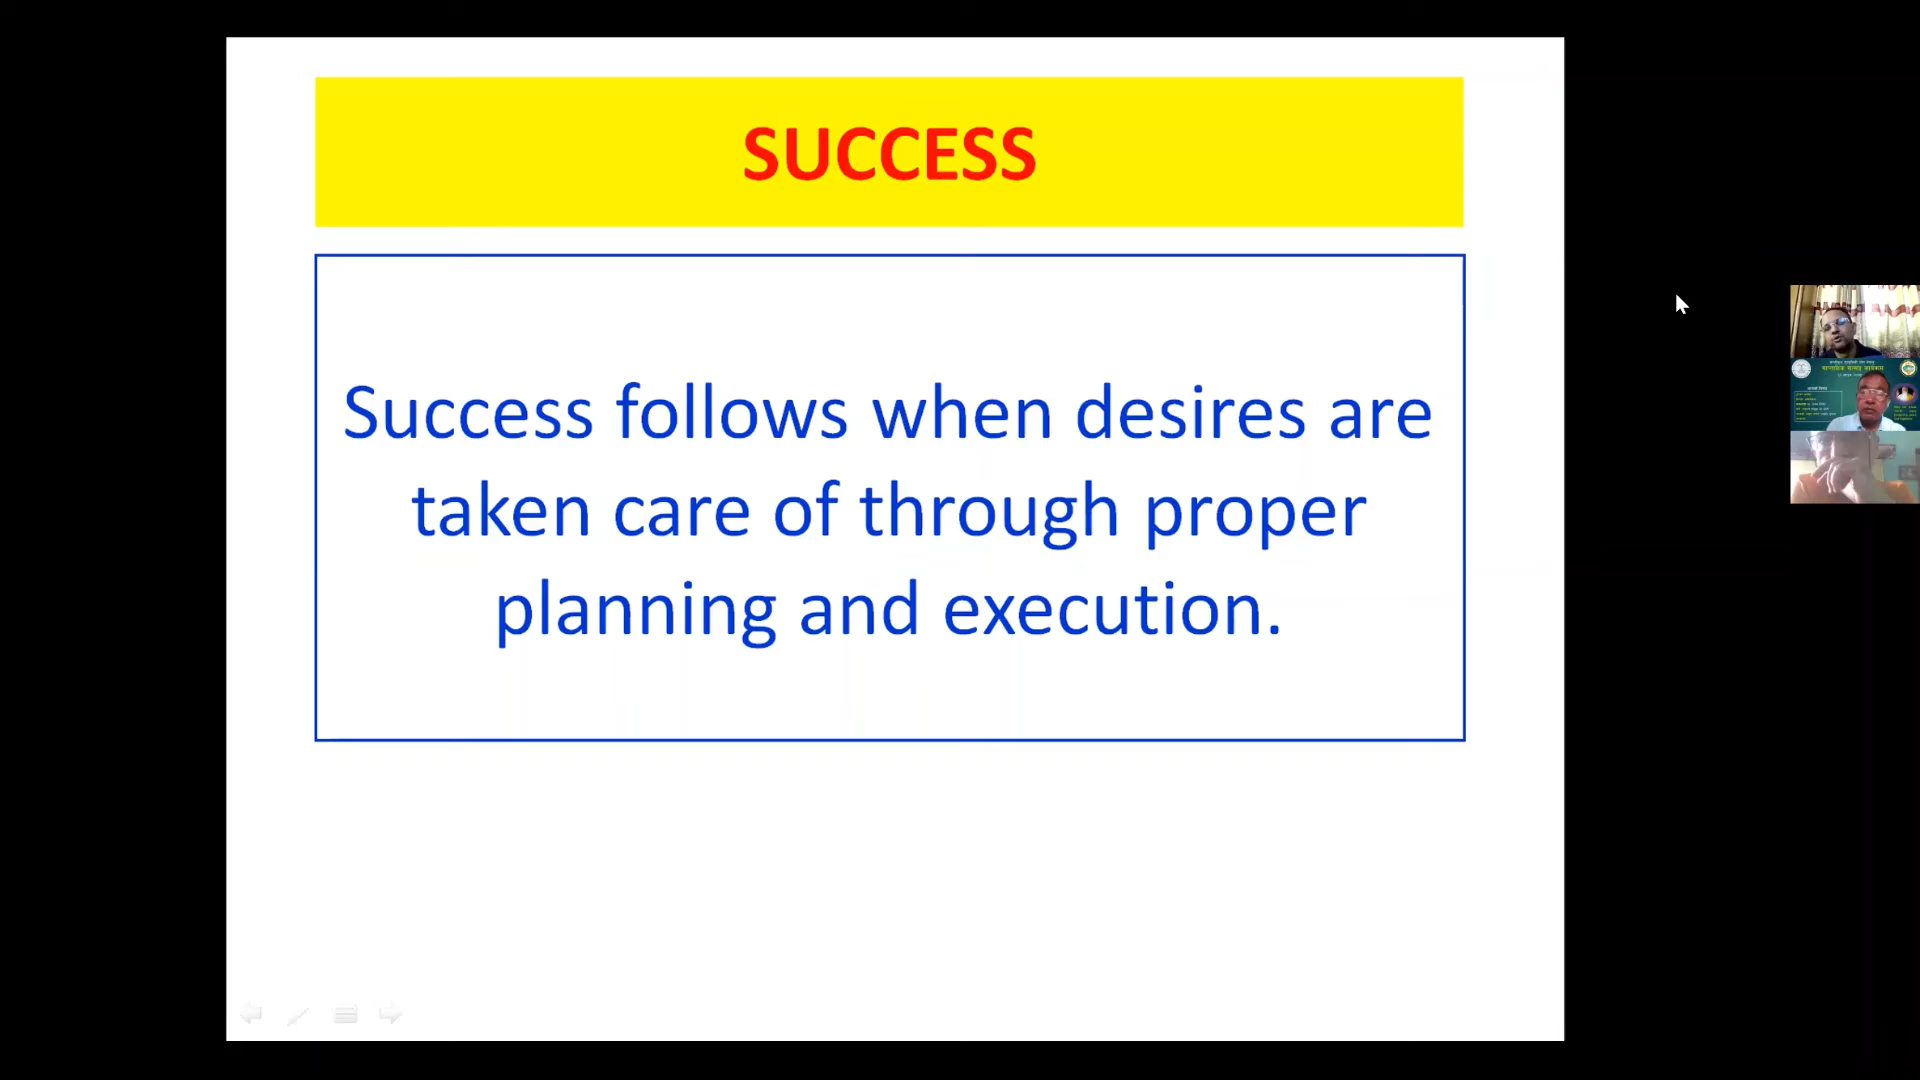 SUCCESS
Success follows when desires are
taken care of through proper
planning and execution.